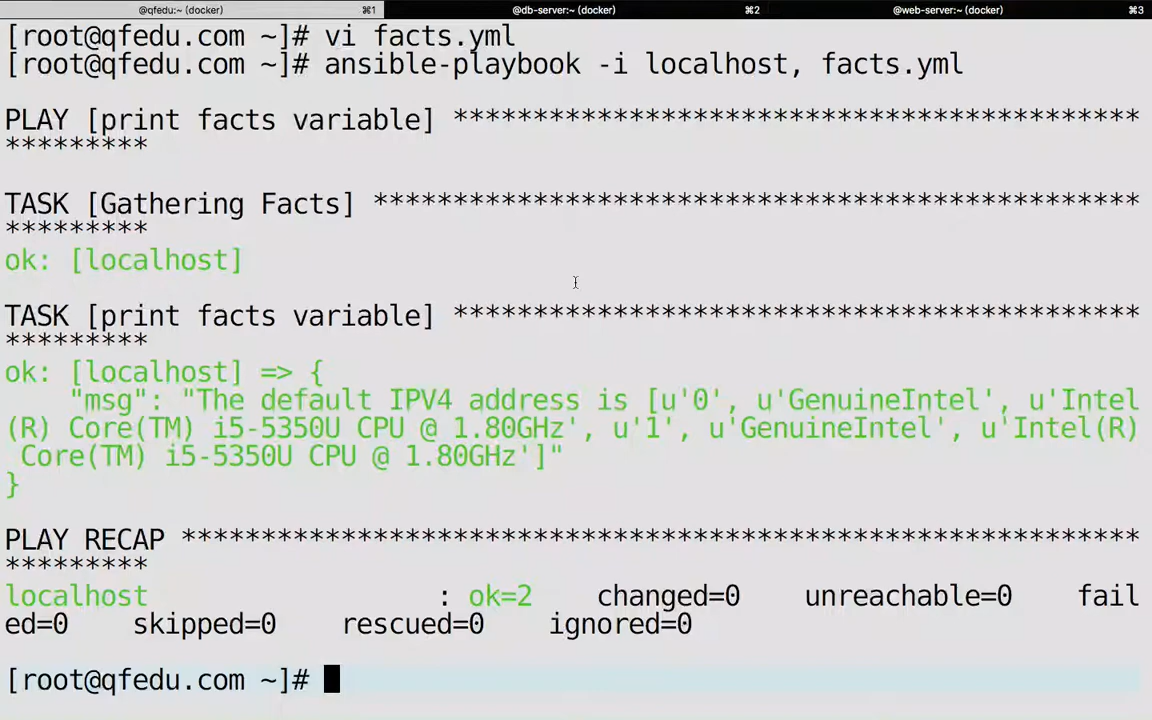 @qfedu:~ (docker) ⌘1 @db-server:~ (docker) ⌘2 @web-server:~ (docker) ⌘3
[root@qfedu.com ~]# vi facts.yml
[root@qfedu.com ~]# ansible-playbook -i localhost, facts.yml
PLAY [print facts variable] *******************************************
*********
TASK [Gathering Facts] ************************************************
*********
ok: [localhost]
TASK [print facts variable] *******************************************
*********
ok: [localhost] => {
    "msg": "The default IPV4 address is [u'0', u'GenuineIntel', u'Intel
(R) Core(TM) i5-5350U CPU @ 1.80GHz', u'1', u'GenuineIntel', u'Intel(R)
 Core(TM) i5-5350U CPU @ 1.80GHz']"
}
PLAY RECAP ************************************************************
*********
localhost                  : ok=2    changed=0    unreachable=0    fail
ed=0    skipped=0    rescued=0    ignored=0
[root@qfedu.com ~]#